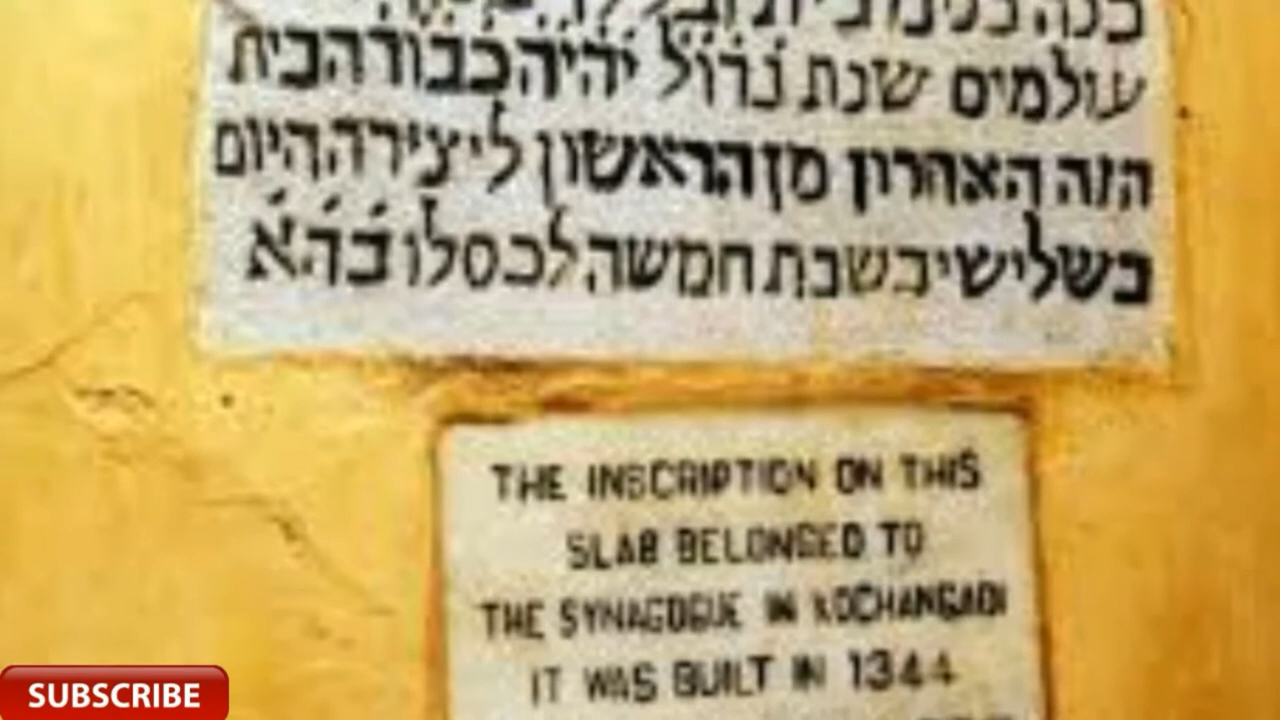 עולמים שנת גדול יהיה כבוד הבית
הזה האחרון מן הראשון ליצירה היום
בשלישי בשבת חמשה לכסלו בה׳א׳
THE INSCRIPTION ON THIS
SLAB BELONGED TO
THE SYNAGOGUE IN KOCHANGADI
IT WAS BUILT IN 1344
SUBSCRIBE